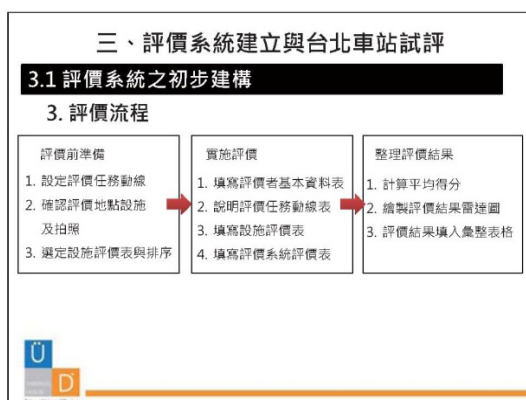 三、評價系統建立與台北車站試評
3.1 評價系統之初步建構
3. 評價流程
評價前準備
1. 設定評價任務動線
2. 確認評價地點設施
及拍照
3. 選定設施評價表與排序
實施評價
1. 填寫評價者基本資料表
2. 說明評價任務動線表
3. 填寫設施評價表
4. 填寫評價系統評價表
整理評價結果
1. 計算平均得分
2. 繪製評價結果雷達圖
3. 評價結果填入彙整表格
Ü
D